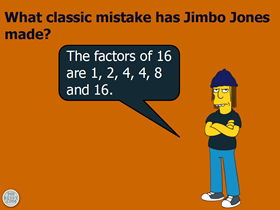 What classic mistake has Jimbo Jones
made?
The factors of 16
are 1, 2, 4, 4, 8
and 16.